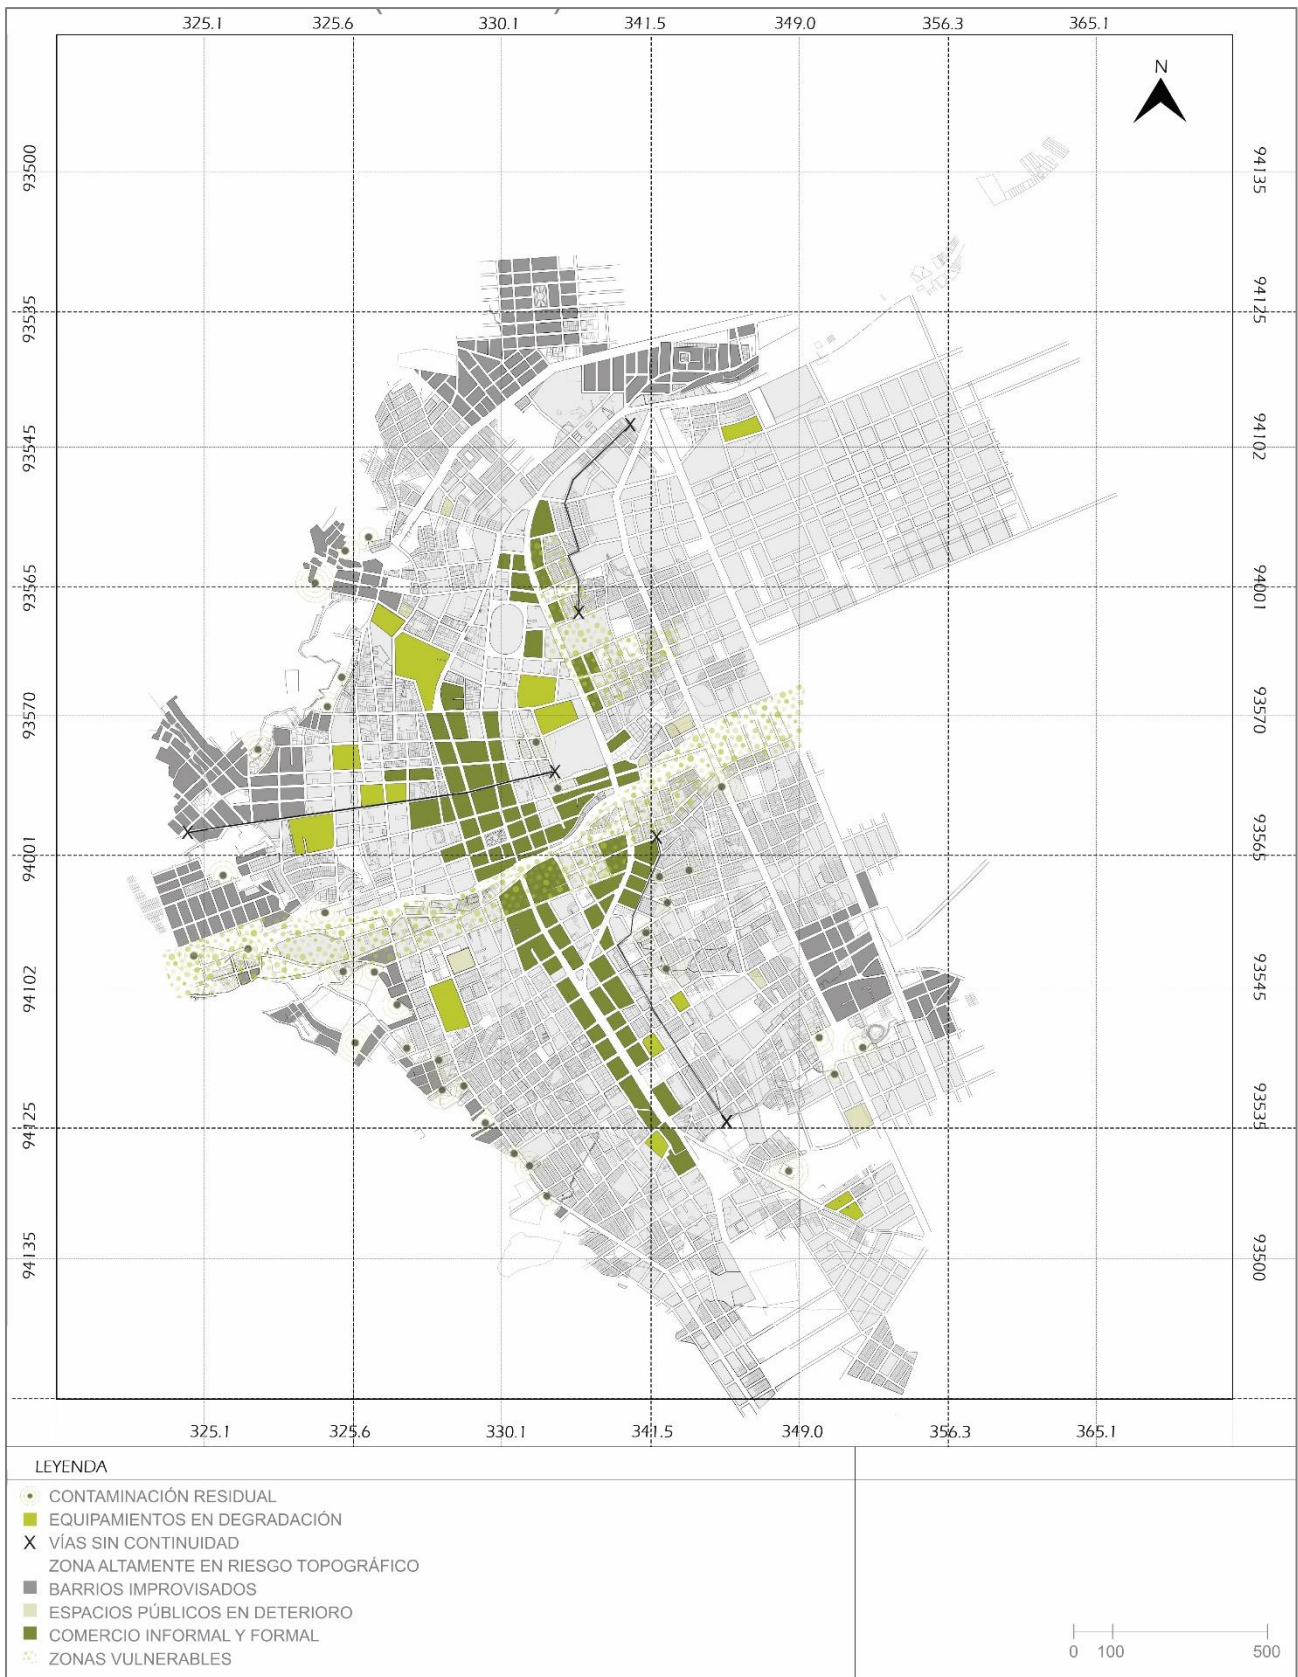 325.1 325.6 330.1 341.5 349.0 356.3 365.1
N
93500 94135
93535 94125
93545 94102
93565 94001
93570 93570
94001 93565
94102 93545
94125 93535
94135 93500
325.1 325.6 330.1 341.5 349.0 356.3 365.1
LEYENDA
CONTAMINACIÓN RESIDUAL
EQUIPAMIENTOS EN DEGRADACIÓN
X VÍAS SIN CONTINUIDAD
ZONA ALTAMENTE EN RIESGO TOPOGRÁFICO
BARRIOS IMPROVISADOS
ESPACIOS PÚBLICOS EN DETERIORO
COMERCIO INFORMAL Y FORMAL
ZONAS VULNERABLES
0 100 500